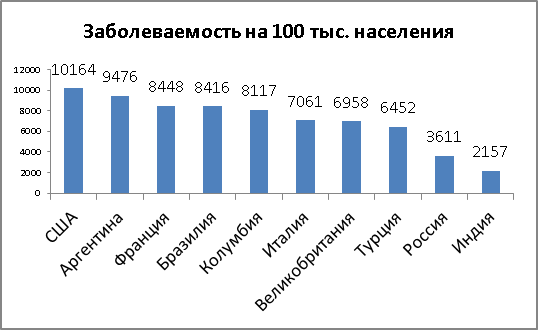 Заболеваемость на 100 тыс. населения
12000
10000
8000
6000
4000
2000
0
10164
9476
8448
8416
8117
7061
6958
6452
3611
2157
США
Аргентина
Франция
Бразилия
Колумбия
Италия
Великобритания
Турция
Россия
Индия